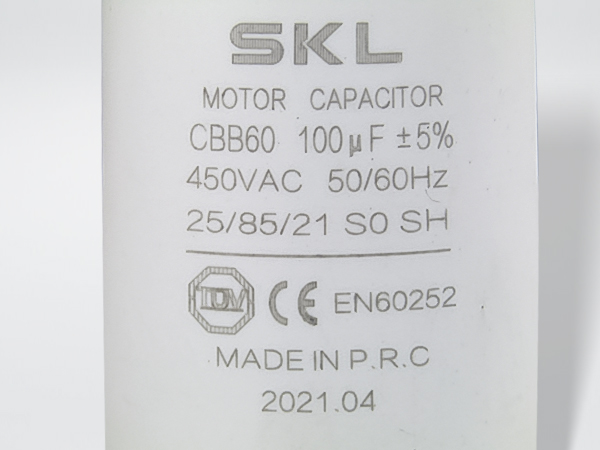 SKL
MOTOR CAPACITOR
CBB60 100μF ±5%
450VAC 50/60Hz
25/85/21 S0 SH
TÜV CE EN60252
MADE IN P.R.C
2021.04